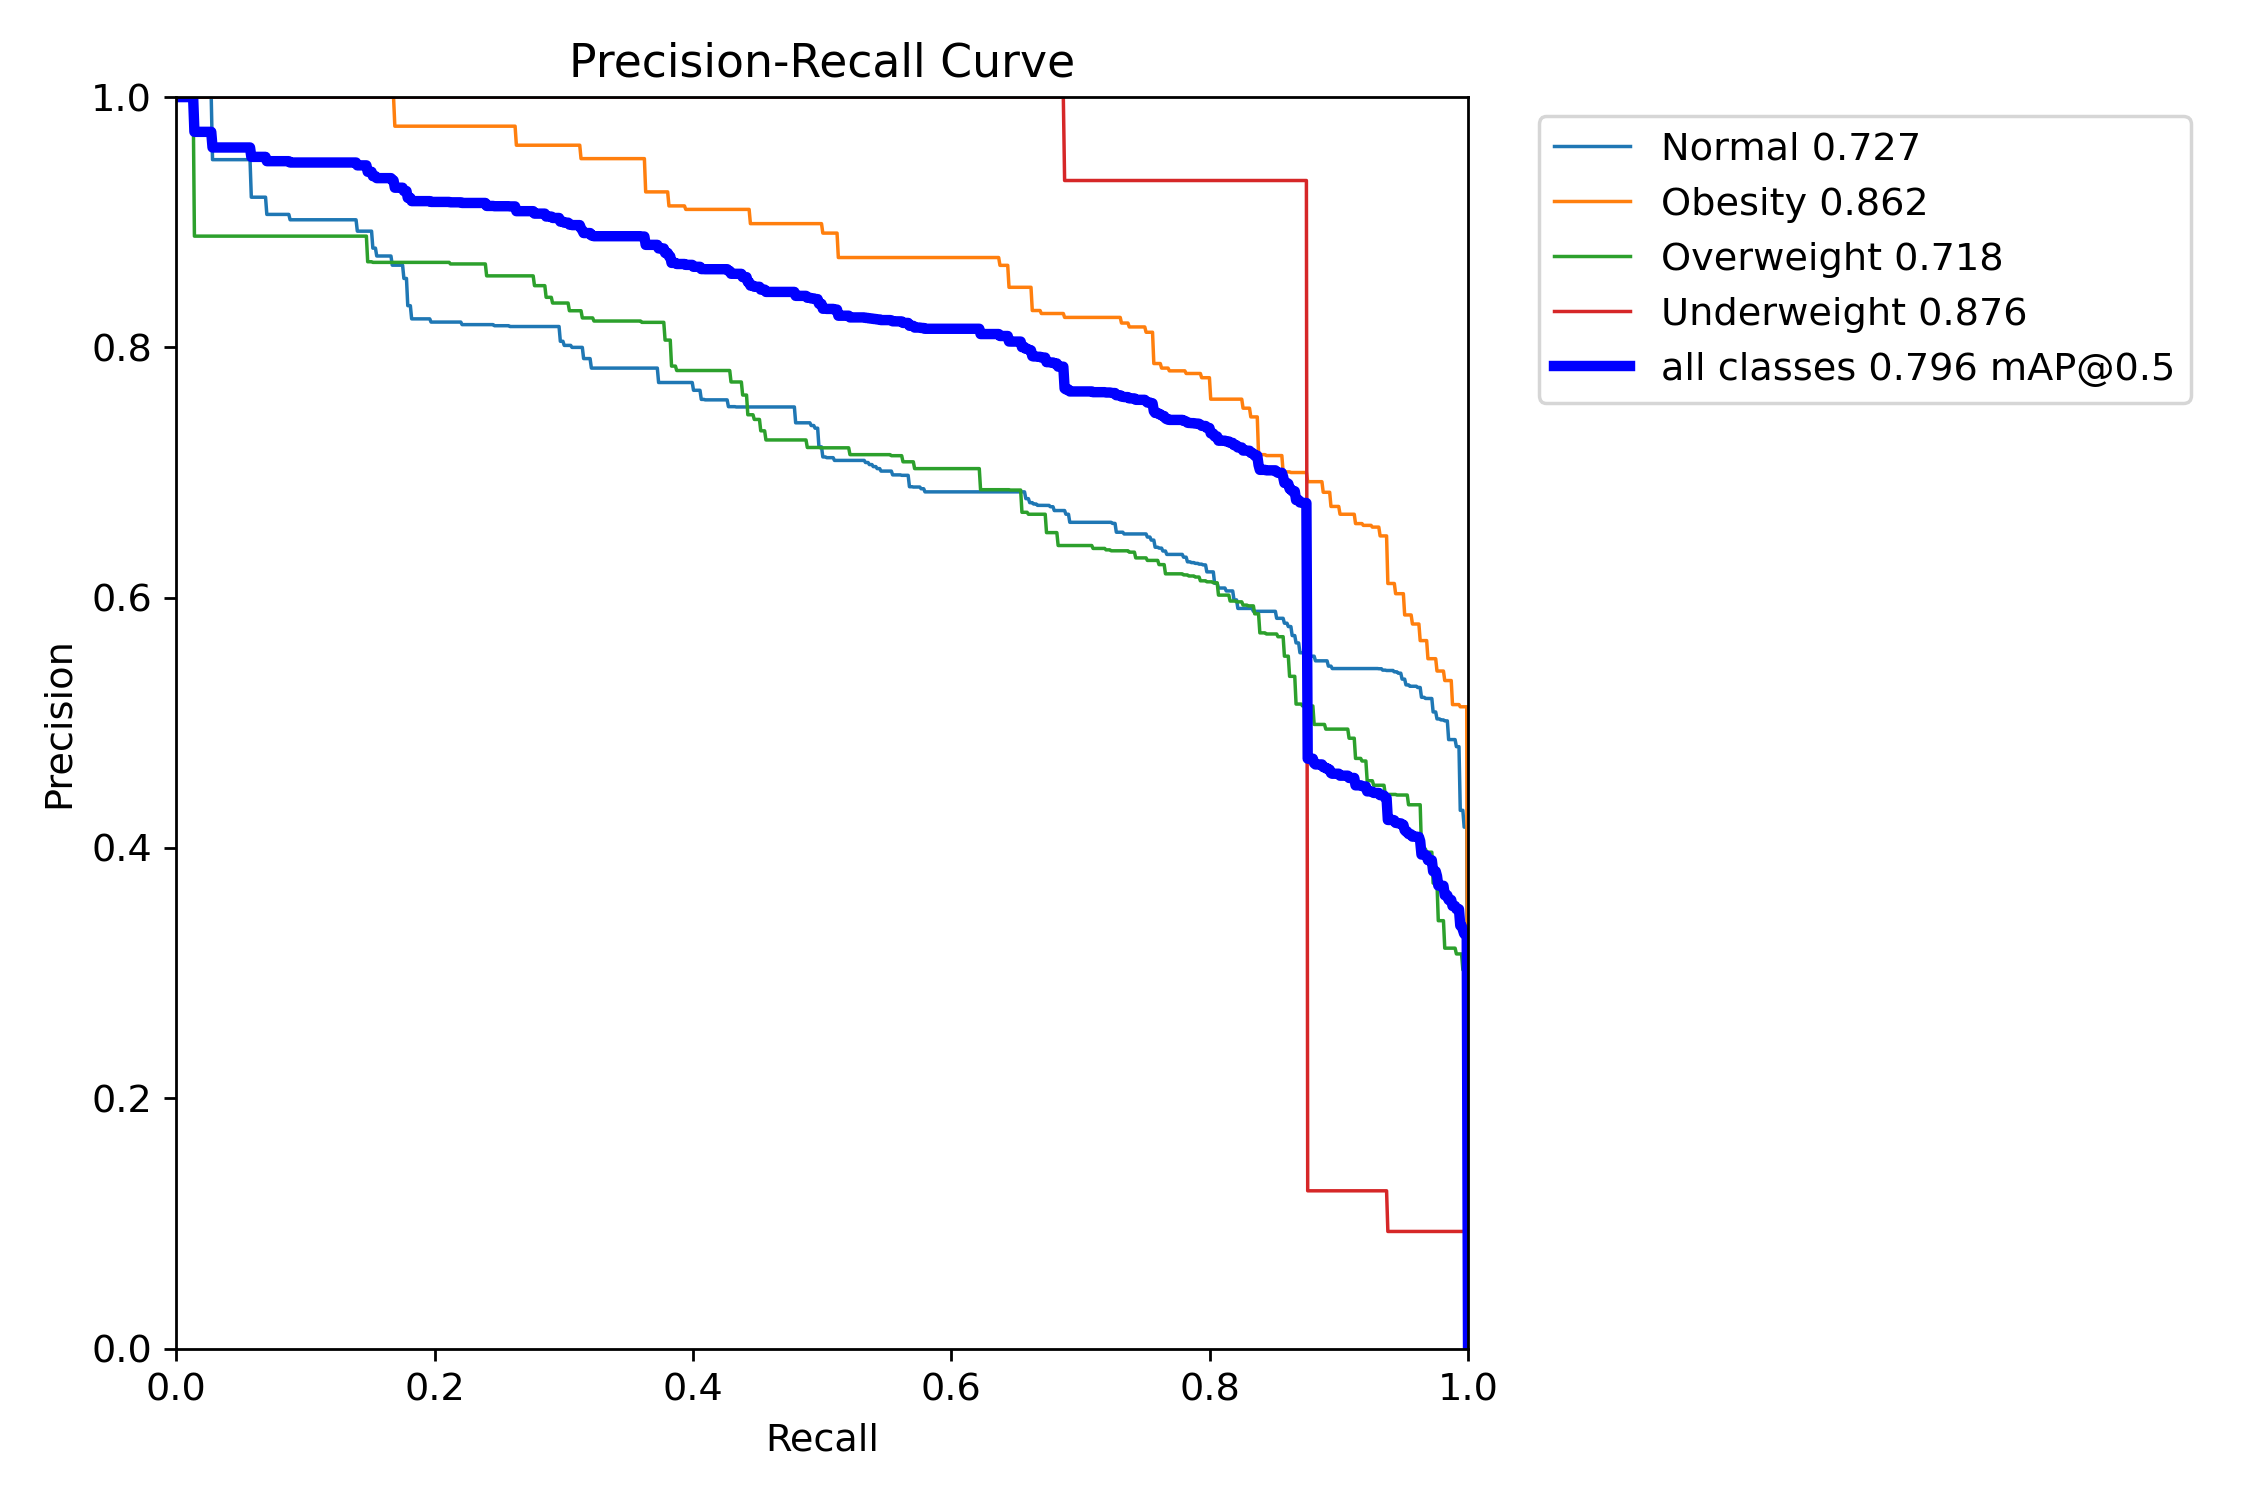 Precision-Recall Curve
1.0
0.8
0.6
0.4
0.2
0.0
Precision
0.0 0.2 0.4 0.6 0.8 1.0
Recall
Normal 0.727
Obesity 0.862
Overweight 0.718
Underweight 0.876
all classes 0.796 mAP@0.5